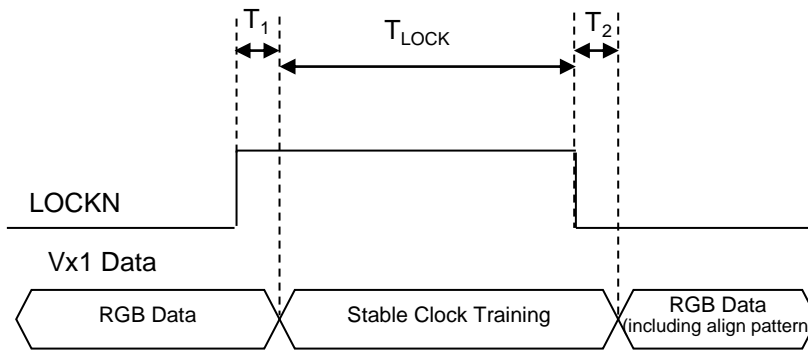 T1
TLOCK
T2
LOCKN
Vx1 Data
RGB Data
Stable Clock Training
RGB Data
(including align pattern